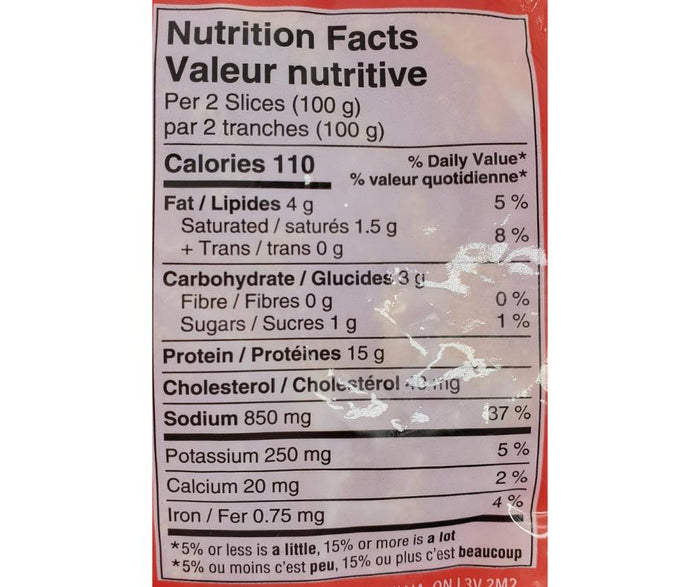 Nutrition Facts
Valeur nutritive
Per 2 Slices (100 g)
par 2 tranches (100 g)
Calories 110
% Daily Value*
% valeur quotidienne*
Fat / Lipides 4 g 5 %
Saturated / saturés 1.5 g
+ Trans / trans 0 g 8 %
Carbohydrate / Glucides 3 g
Fibre / Fibres 0 g 0 %
Sugars / Sucres 1 g 1 %
Protein / Protéines 15 g
Cholesterol / Cholestérol mg
Sodium 850 mg 37 %
Potassium 250 mg 5 %
Calcium 20 mg 2 %
Iron / Fer 0.75 mg 4 %
*5% or less is a little, 15% or more is a lot
*5% ou moins c'est peu, 15% ou plus c'est beaucoup
ON L3V 2M2